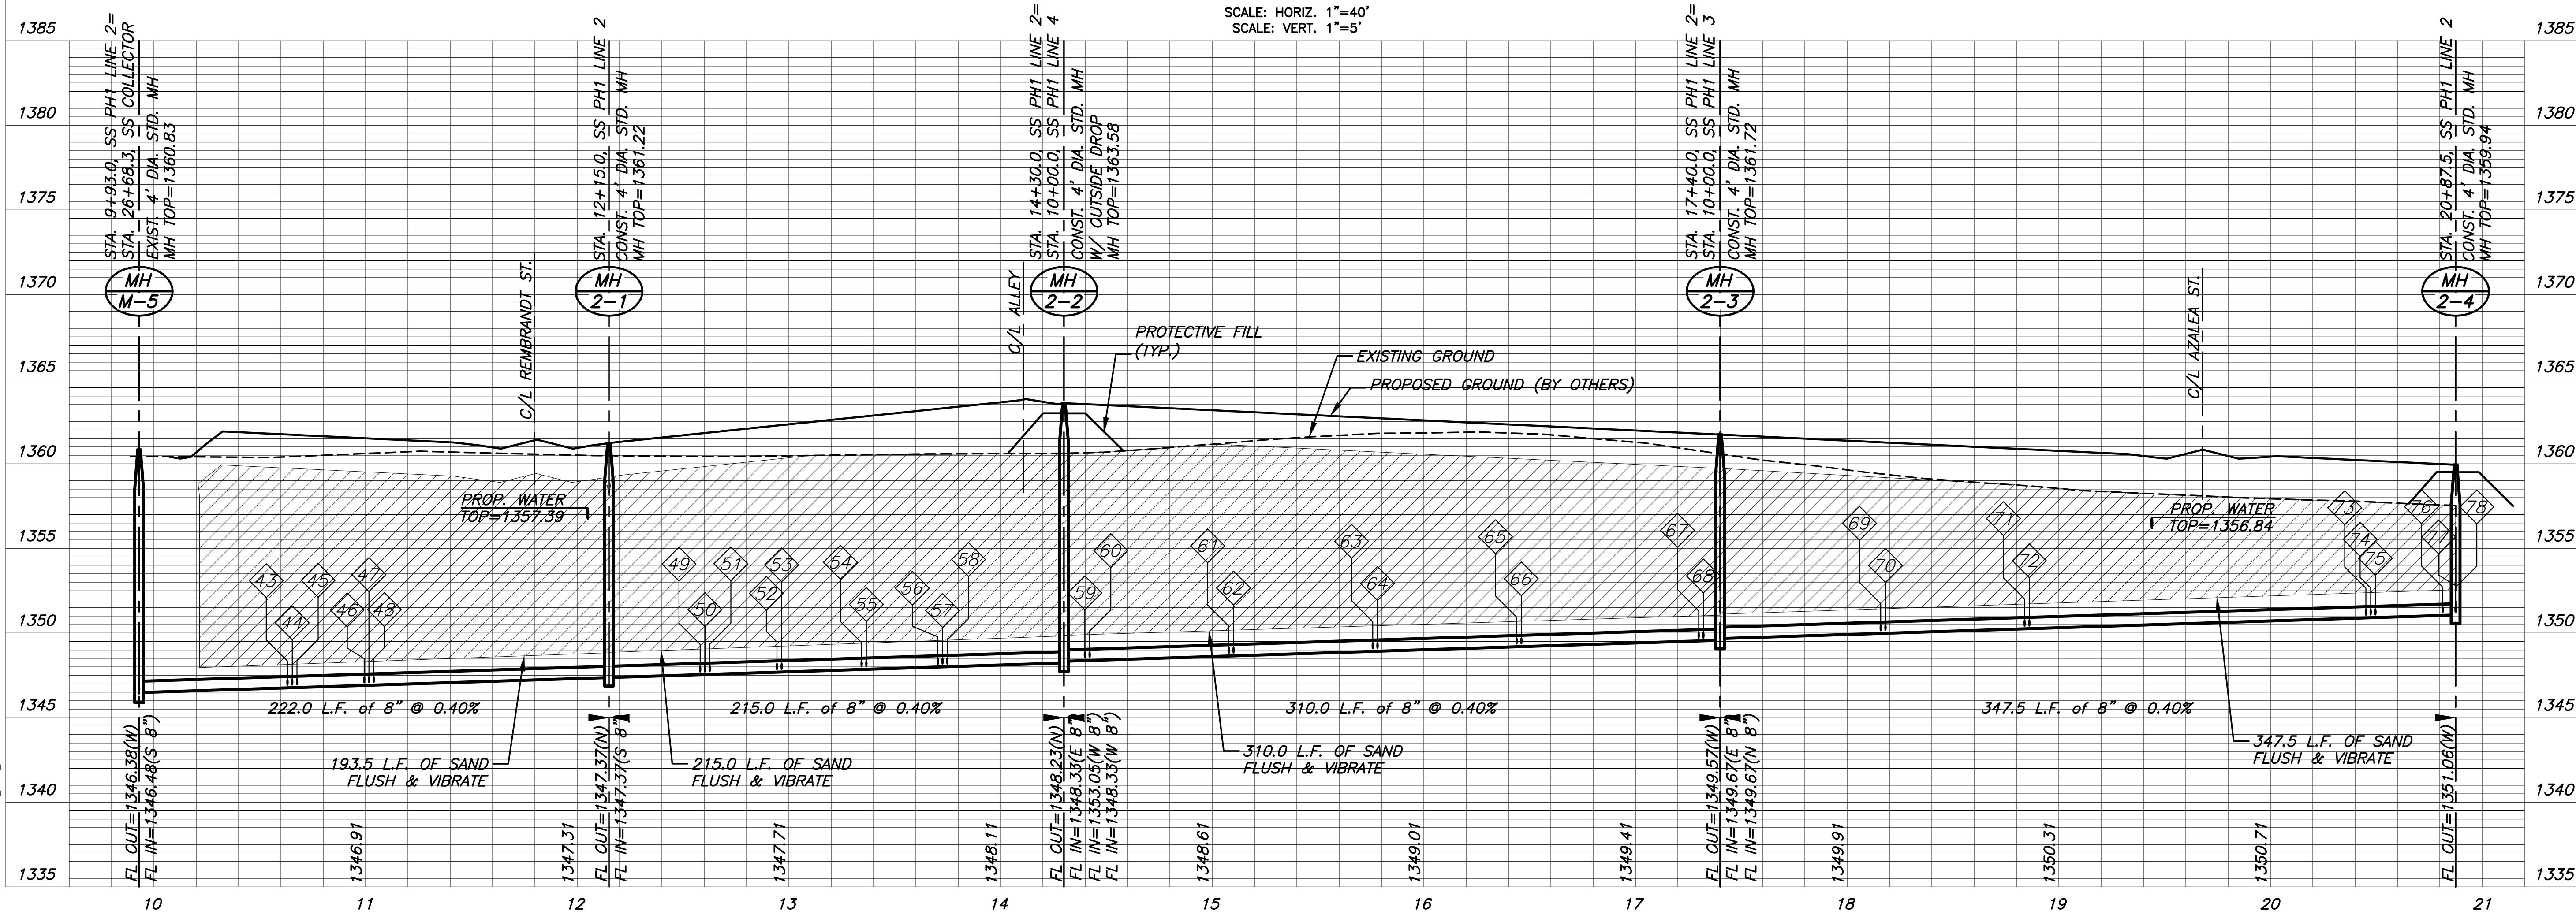 SCALE: HORIZ. 1"=40'
SCALE: VERT. 1"=5'
1385
1380
1375
1370
1365
1360
1355
1350
1345
1340
1335
1385
1380
1375
1370
1365
1360
1355
1350
1345
1340
1335
STA. 9+93.0, SS PH1 LINE 2=
STA. 26+68.3, SS COLLECTOR
EXIST. 4' DIA. STD. MH
MH TOP=1360.83
MH
M-5
C/L REMBRANDT ST.
STA. 12+15.0, SS PH1 LINE 2
CONST. 4' DIA. STD. MH
MH TOP=1361.22
MH
2-1
C/L ALLEY
STA. 14+30.0, SS PH1 LINE 2=
STA. 10+00.0, SS PH1 LINE 4
CONST. 4' DIA. STD. MH
W/ OUTSIDE DROP
MH TOP=1363.58
MH
2-2
PROTECTIVE FILL
(TYP.)
EXISTING GROUND
PROPOSED GROUND (BY OTHERS)
STA. 17+40.0, SS PH1 LINE 2=
STA. 10+00.0, SS PH1 LINE 3
CONST. 4' DIA. STD. MH
MH TOP=1361.72
MH
2-3
C/L AZALEA ST.
STA. 20+87.5, SS PH1 LINE 2
CONST. 4' DIA. STD. MH
MH TOP=1359.94
MH
2-4
PROP. WATER
TOP=1357.39
PROP. WATER
TOP=1356.84
43
44
45
46
47
48
49
50
51
52
53
54
55
56
57
58
59
60
61
62
63
64
65
66
67
68
69
70
71
72
73
74
75
76
77
78
222.0 L.F. of 8" @ 0.40%
215.0 L.F. of 8" @ 0.40%
310.0 L.F. of 8" @ 0.40%
347.5 L.F. of 8" @ 0.40%
193.5 L.F. OF SAND
FLUSH & VIBRATE
215.0 L.F. OF SAND
FLUSH & VIBRATE
310.0 L.F. OF SAND
FLUSH & VIBRATE
347.5 L.F. OF SAND
FLUSH & VIBRATE
FL OUT=1346.38(W)
FL IN=1346.48(S 8")
1346.91
1347.31
FL OUT=1347.37(N)
FL IN=1347.37(S 8")
1347.71
1348.11
FL OUT=1348.23(N)
FL IN=1348.33(E 8")
FL IN=1353.05(W 8")
FL IN=1348.33(W 8")
1348.61
1349.01
1349.41
FL OUT=1349.57(W)
FL IN=1349.67(E 8")
FL IN=1349.67(N 8")
1349.91
1350.31
1350.71
FL OUT=1351.06(W)
10
11
12
13
14
15
16
17
18
19
20
21